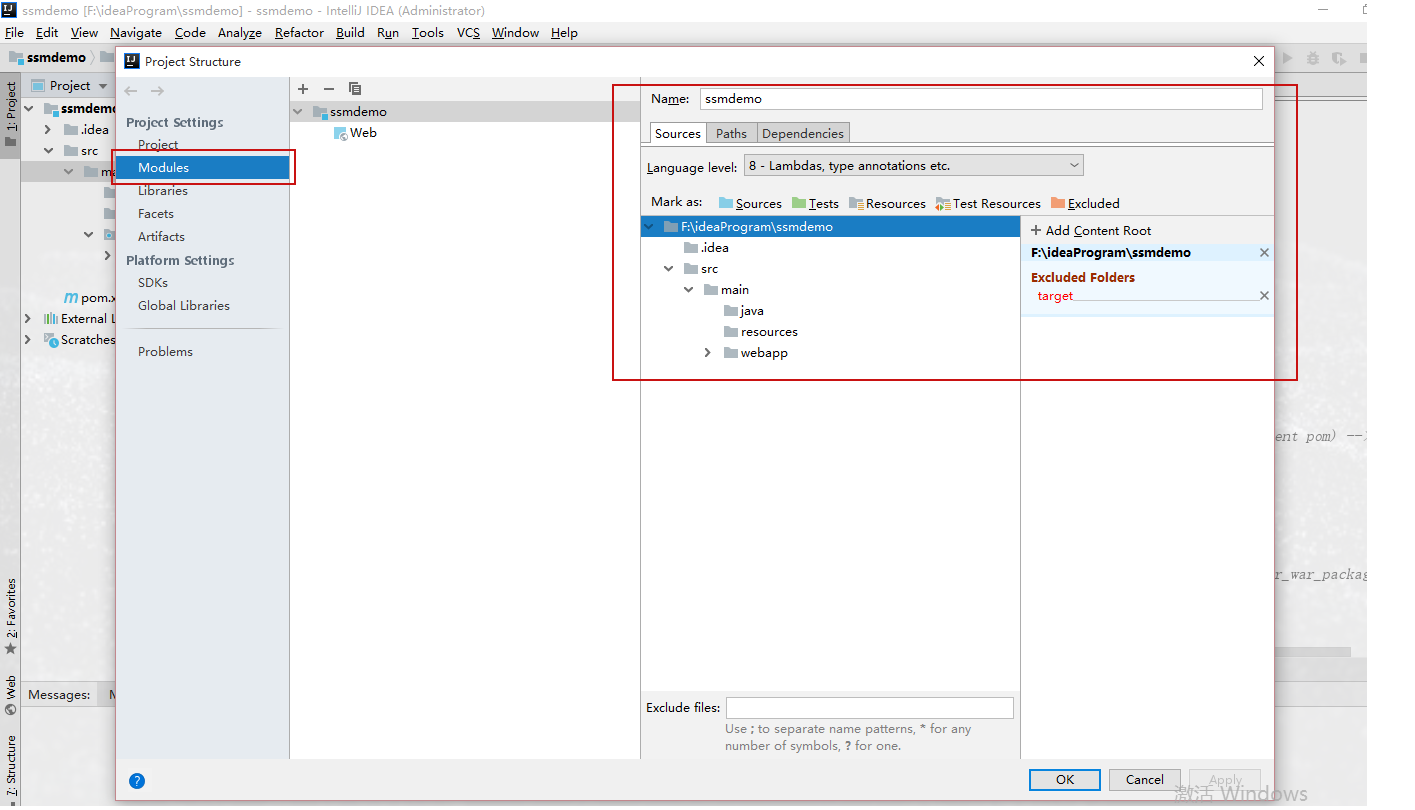 ssmdemo [F:\ideaProgram\ssmdemo] - ssmdemo - IntelliJ IDEA (Administrator)
File Edit View Navigate Code Analyze Refactor Build Run Tools VCS Window Help
ssmdemo
Project Structure
1: Project
Project
ssmdemo
.idea
src
pom.x
External L
Scratches
2: Favorites
Web
7: Structure
Messages:
Project Settings
Project
Modules
Libraries
Facets
Artifacts
Platform Settings
SDKs
Global Libraries
Problems
ssmdemo
Web
Name: ssmdemo
Sources Paths Dependencies
Language level: 8 - Lambdas, type annotations etc.
Mark as: Sources Tests Resources Test Resources Excluded
F:\ideaProgram\ssmdemo
.idea
src
main
java
resources
webapp
+ Add Content Root
F:\ideaProgram\ssmdemo
Excluded Folders
target
Exclude files:
Use ; to separate name patterns, * for any
number of symbols, ? for one.
OK Cancel Apply
ent pom) --
r_war_packag
激活 Windows